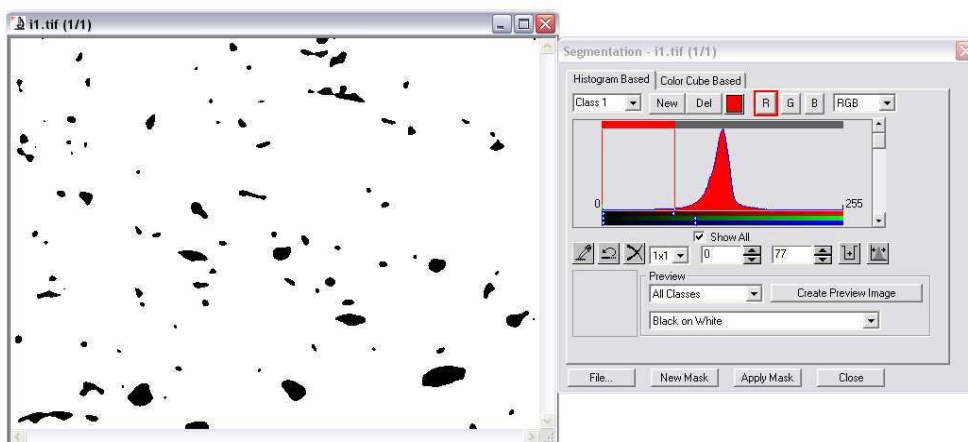 i1.tif (1/1)
Segmentation - i1.tif (1/1)
Histogram Based Color Cube Based
Class 1 New Del R G B RGB
0 255
Show All
1x1 0 77
Preview
All Classes Create Preview Image
Black on White
File... New Mask Apply Mask Close